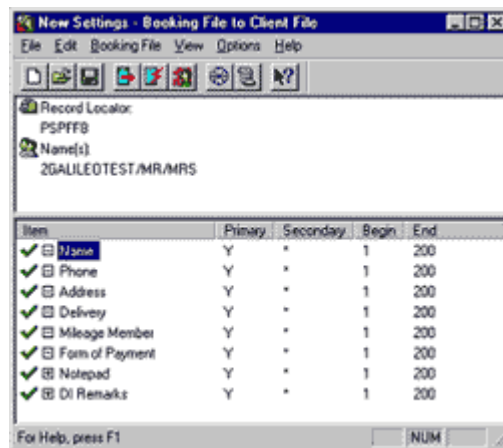 New Settings - Booking File to Client File
File Edit Booking File View Options Help
Record Locator:
PSPFF8
Name(s):
2GALILEOTEST/MR/MRS
Item Primary Secondary Begin End
Name Y * 1 200
Phone Y * 1 200
Address Y * 1 200
Delivery Y * 1 200
Mileage Member Y * 1 200
Form of Payment Y * 1 200
Notepad Y * 1 200
DI Remarks Y * 1 200
For Help, press F1 NUM